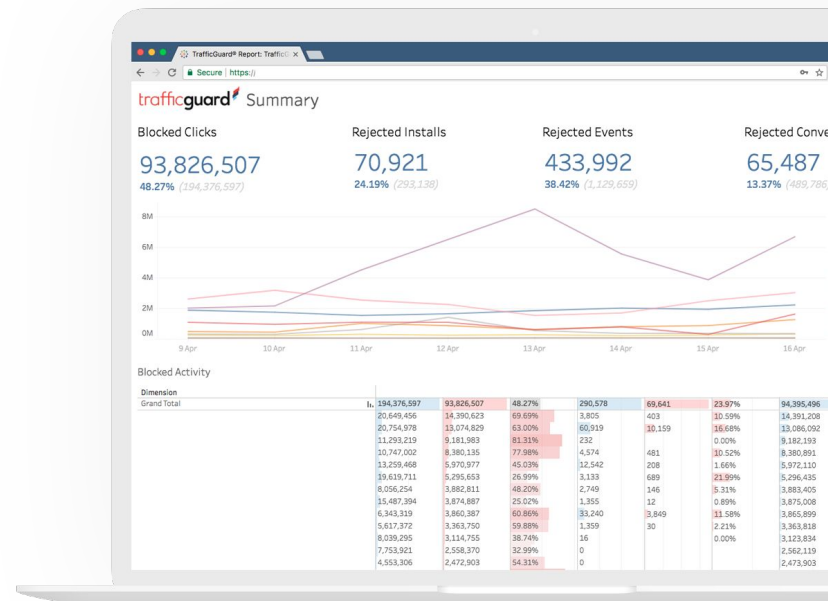 TrafficGuard® Report: Traffic
Secure | https://
trafficguard Summary
Blocked Clicks Rejected Installs Rejected Events Rejected Conve
93,826,507 70,921 433,992 65,487
48.27% (194,376,597) 24.19% (293,138) 38.42% (1,129,659) 13.37% (489,786)
8M
6M
4M
2M
0M
9 Apr 10 Apr 11 Apr 12 Apr 13 Apr 14 Apr 15 Apr 16 Apr
Blocked Activity
Dimension
Grand Total 194,376,597 93,826,507 48.27% 290,578 69,641 23.97% 94,395,496
20,649,456 14,390,623 69.69% 3,805 403 10.59% 14,391,208
20,754,978 13,074,829 63.00% 60,919 10,159 16.68% 13,086,092
11,293,219 9,181,983 81.31% 232 0.00% 9,182,193
10,747,002 8,380,135 77.98% 4,574 481 10.52% 8,380,891
13,259,468 5,970,977 45.03% 12,542 208 1.66% 5,972,110
19,619,711 5,295,653 26.99% 3,133 689 21.99% 5,296,435
8,056,254 3,882,811 48.20% 2,749 146 5.31% 3,883,405
15,487,394 3,874,887 25.02% 1,355 12 0.89% 3,875,008
6,343,319 3,860,387 60.86% 33,240 3,849 11.58% 3,865,899
5,617,372 3,363,750 59.88% 1,359 30 2.21% 3,363,818
8,039,295 3,114,755 38.74% 16 0.00% 3,123,834
7,753,921 2,558,370 32.99% 0 2,562,119
4,553,306 2,472,903 54.31% 0 2,473,903